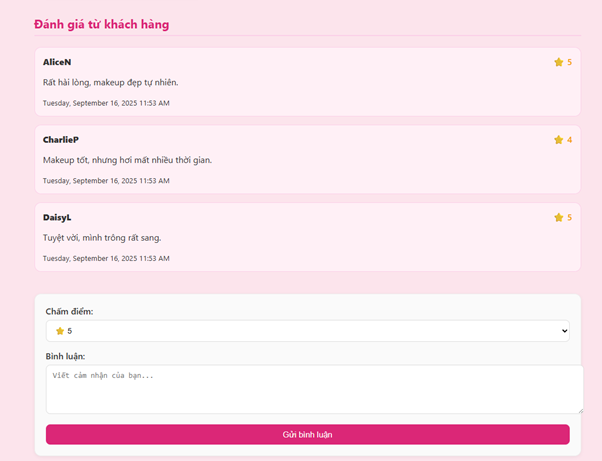 Đánh giá từ khách hàng
AliceN ⭐ 5
Rất hài lòng, makeup đẹp tự nhiên.
Tuesday, September 16, 2025 11:53 AM
CharlieP ⭐ 4
Makeup tốt, nhưng hơi mất nhiều thời gian.
Tuesday, September 16, 2025 11:53 AM
DaisyL ⭐ 5
Tuyệt vời, mình trông rất sang.
Tuesday, September 16, 2025 11:53 AM
Chấm điểm:
⭐ 5
Bình luận:
Viết cảm nhận của bạn...
Gửi bình luận